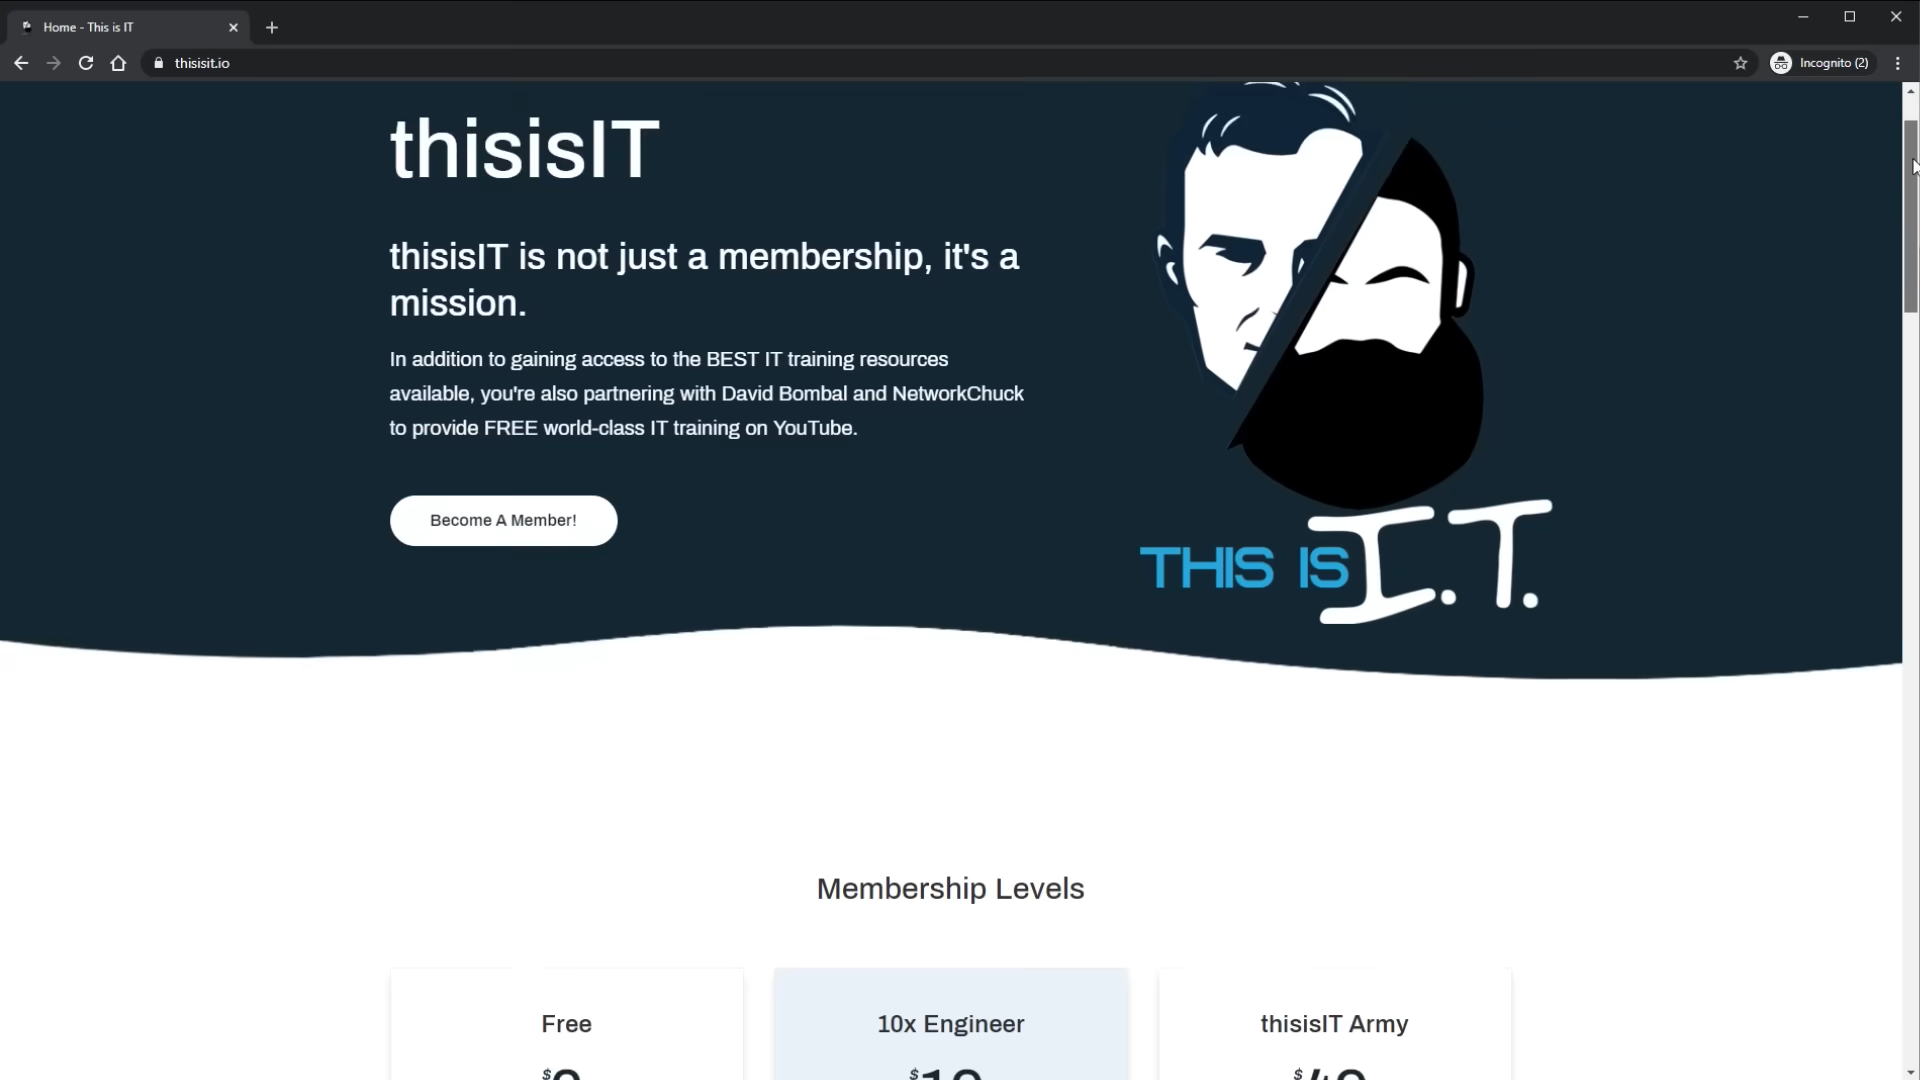 Home - This is IT
thisisit.io
Incognito (2)
thisisIT
thisisIT is not just a membership, it's a
mission.
In addition to gaining access to the BEST IT training resources
available, you're also partnering with David Bombal and NetworkChuck
to provide FREE world-class IT training on YouTube.
Become A Member!
THIS IS I.T.
Membership Levels
Free
10x Engineer
thisisIT Army